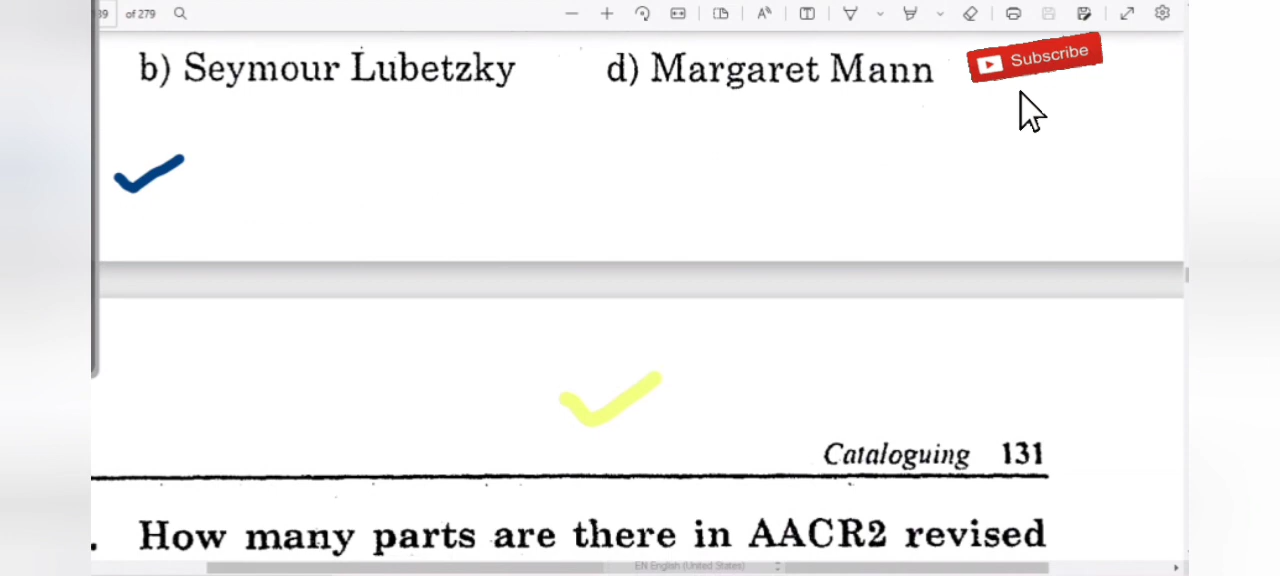 39 of 279
b) Seymour Lubetzky d) Margaret Mann Subscribe
Cataloguing 131
. How many parts are there in AACR2 revised
EN English (United States)